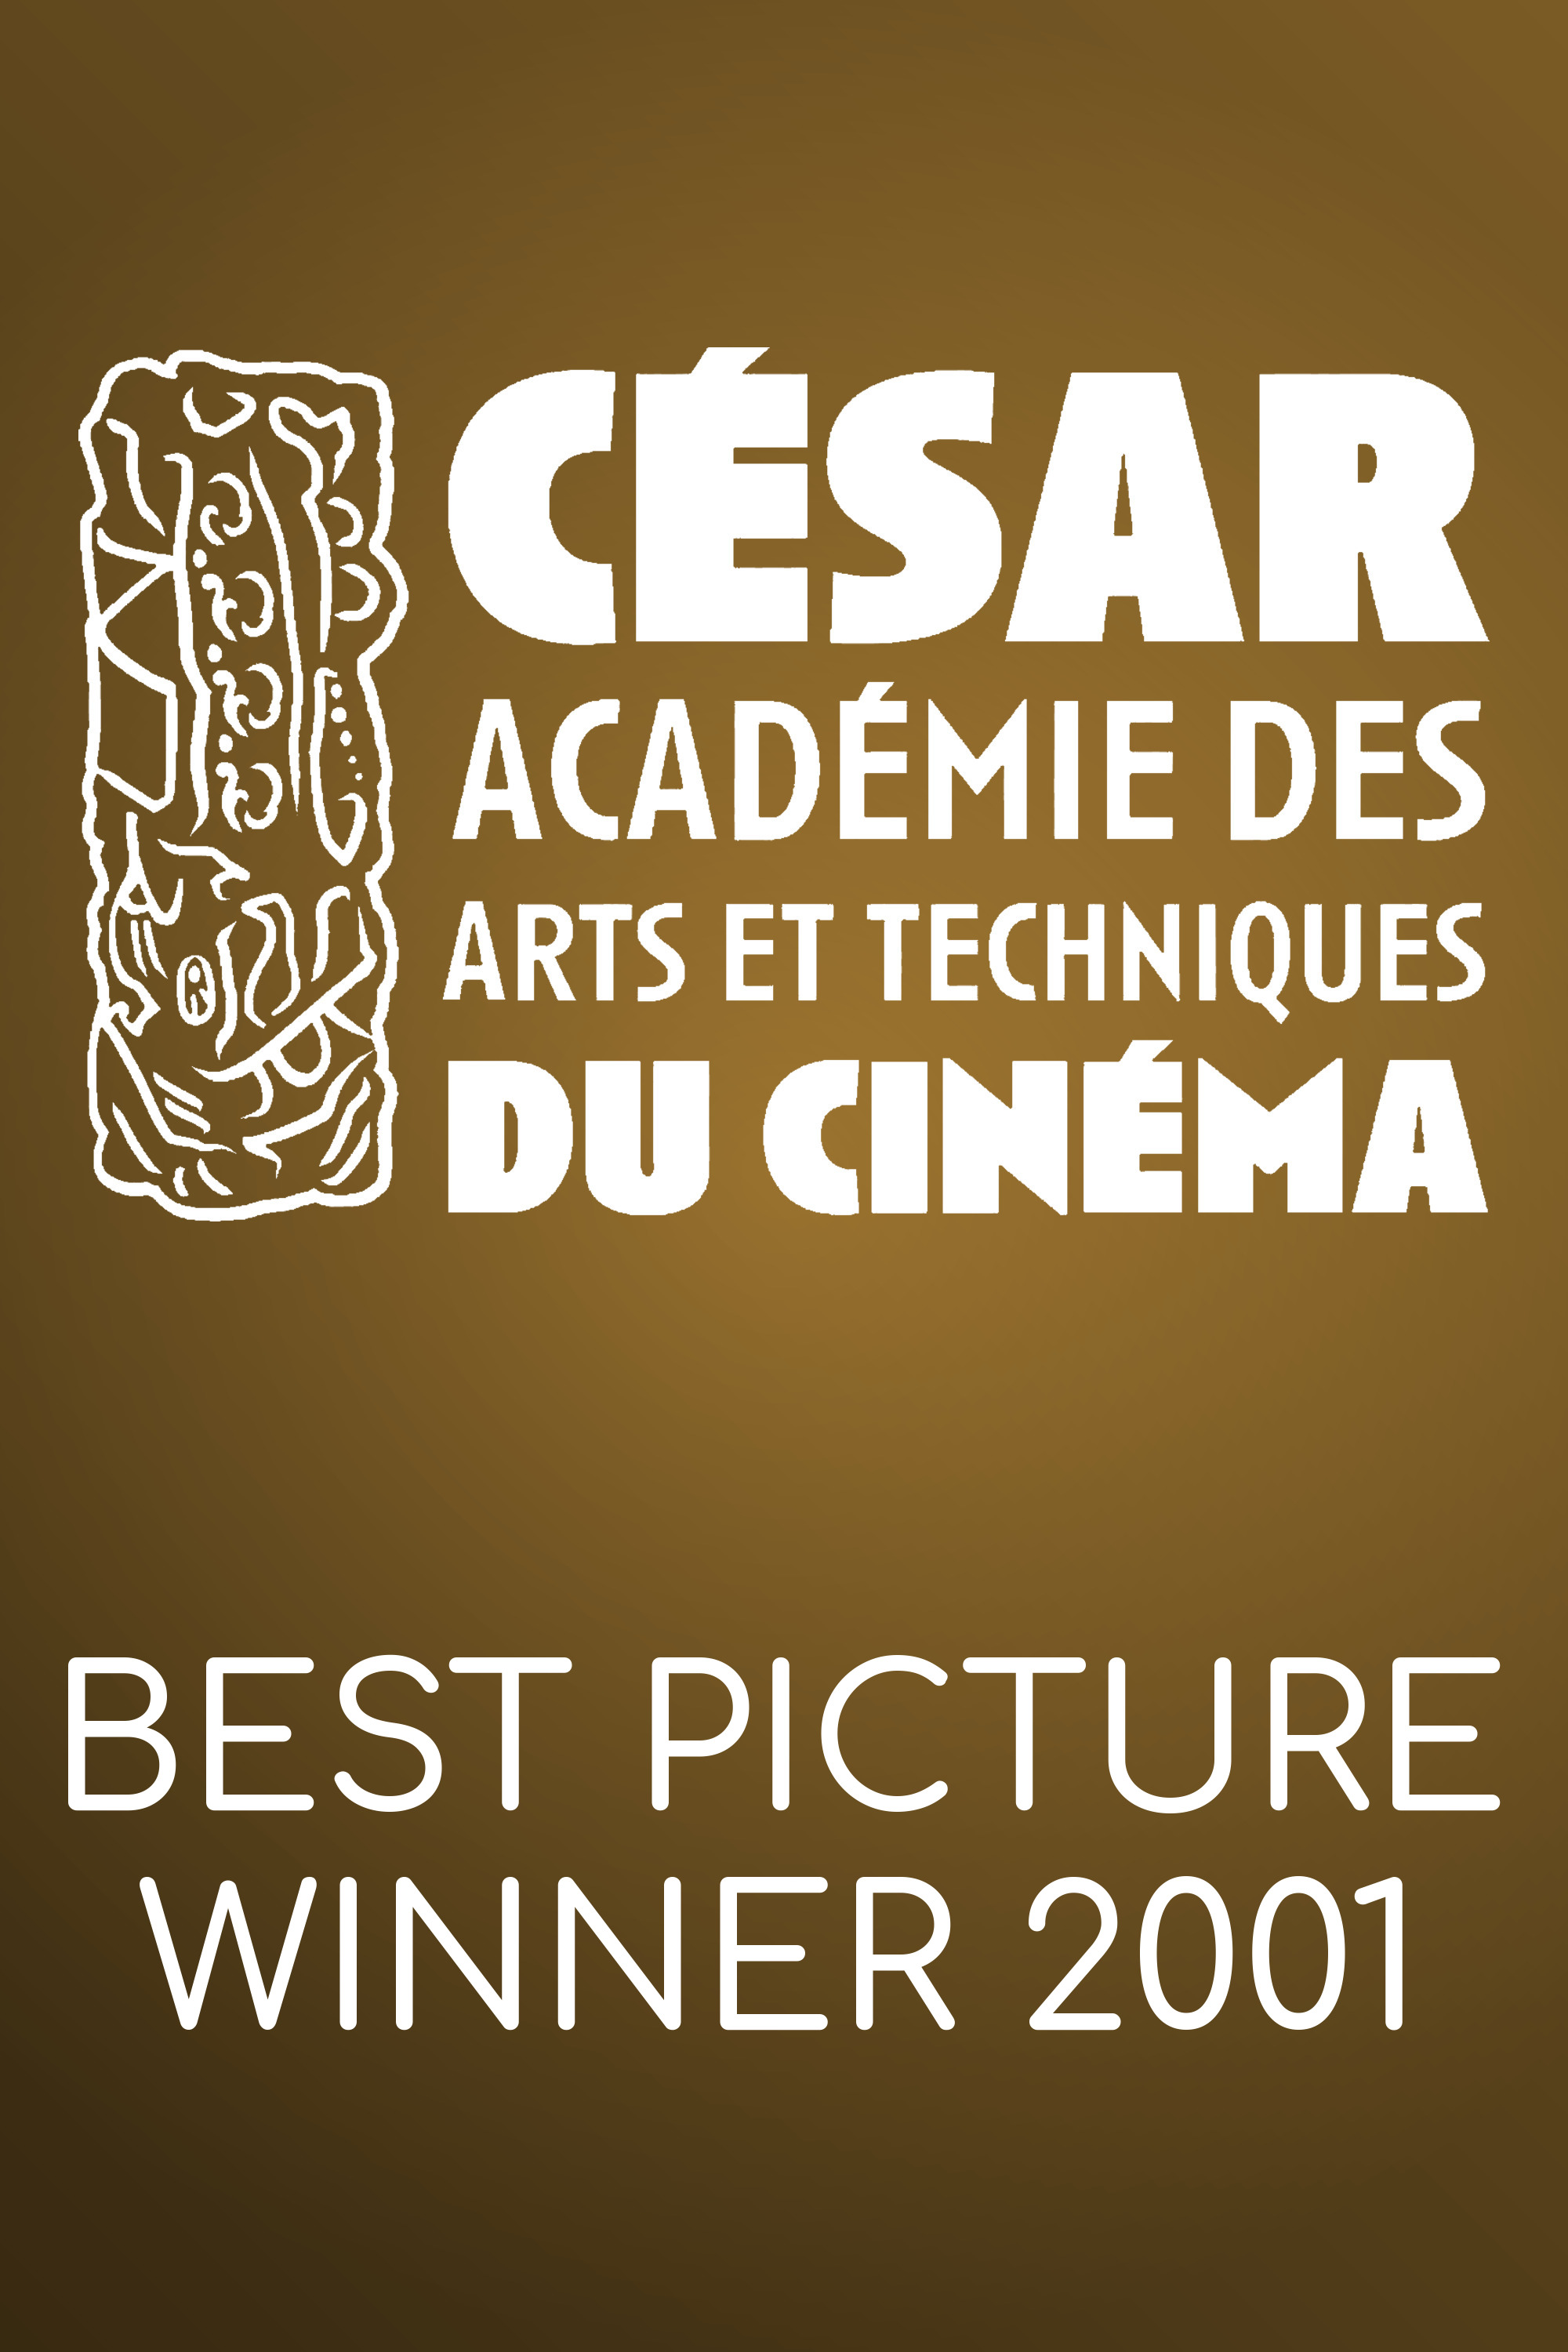 CÉSAR
ACADÉMIE DES
ARTS ET TECHNIQUES
DU CINÉMA
BEST PICTURE
WINNER 2001